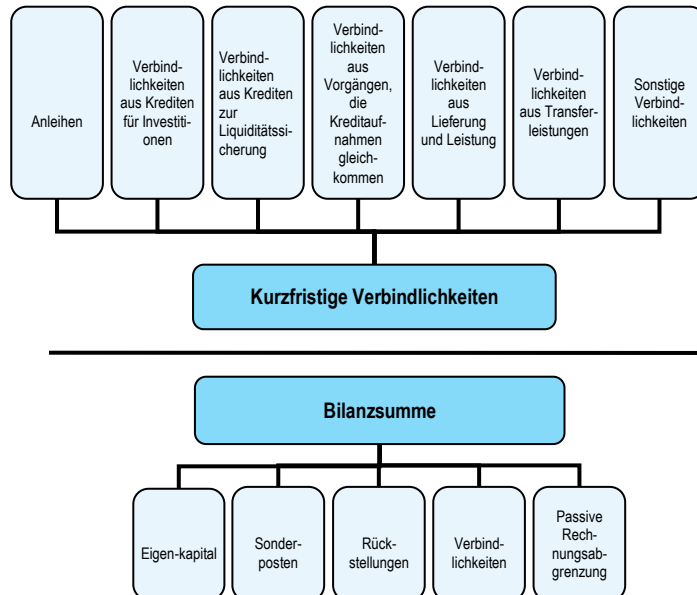 Anleihen
Verbind-
lichkeiten
aus Krediten
für Investiti-
onen
Verbind-
lichkeiten
aus Krediten
zur
Liquiditätssi-
cherung
Verbind-
lichkeiten
aus
Vorgängen,
die
Kreditauf-
nahmen
gleich-
kommen
Verbind-
lichkeiten
aus
Lieferung
und Leistung
Verbind-
lichkeiten
aus Transfer-
leistungen
Sonstige
Verbind-
lichkeiten
Kurzfristige Verbindlichkeiten
Bilanzsumme
Eigen-kapital
Sonder-
posten
Rück-
stellungen
Verbind-
lichkeiten
Passive
Rech-
nungsab-
grenzung